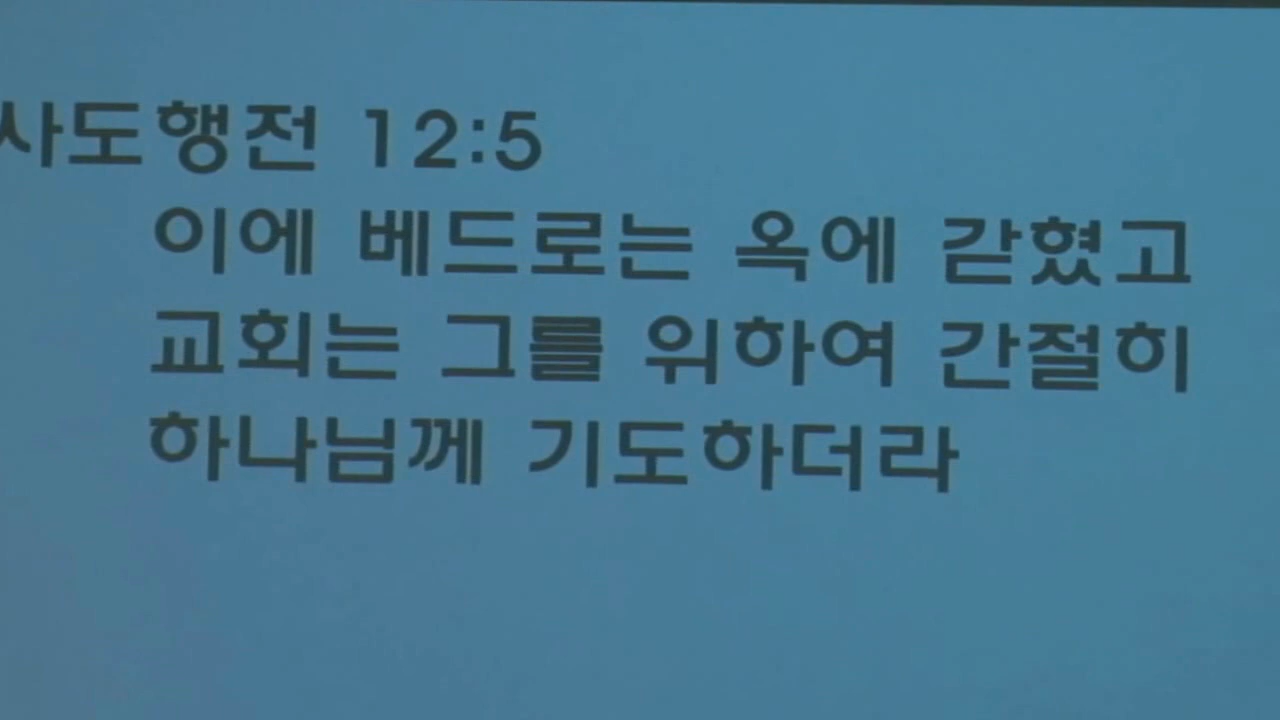 사도행전 12:5
이에 베드로는 옥에 갇혔고
교회는 그를 위하여 간절히
하나님께 기도하더라